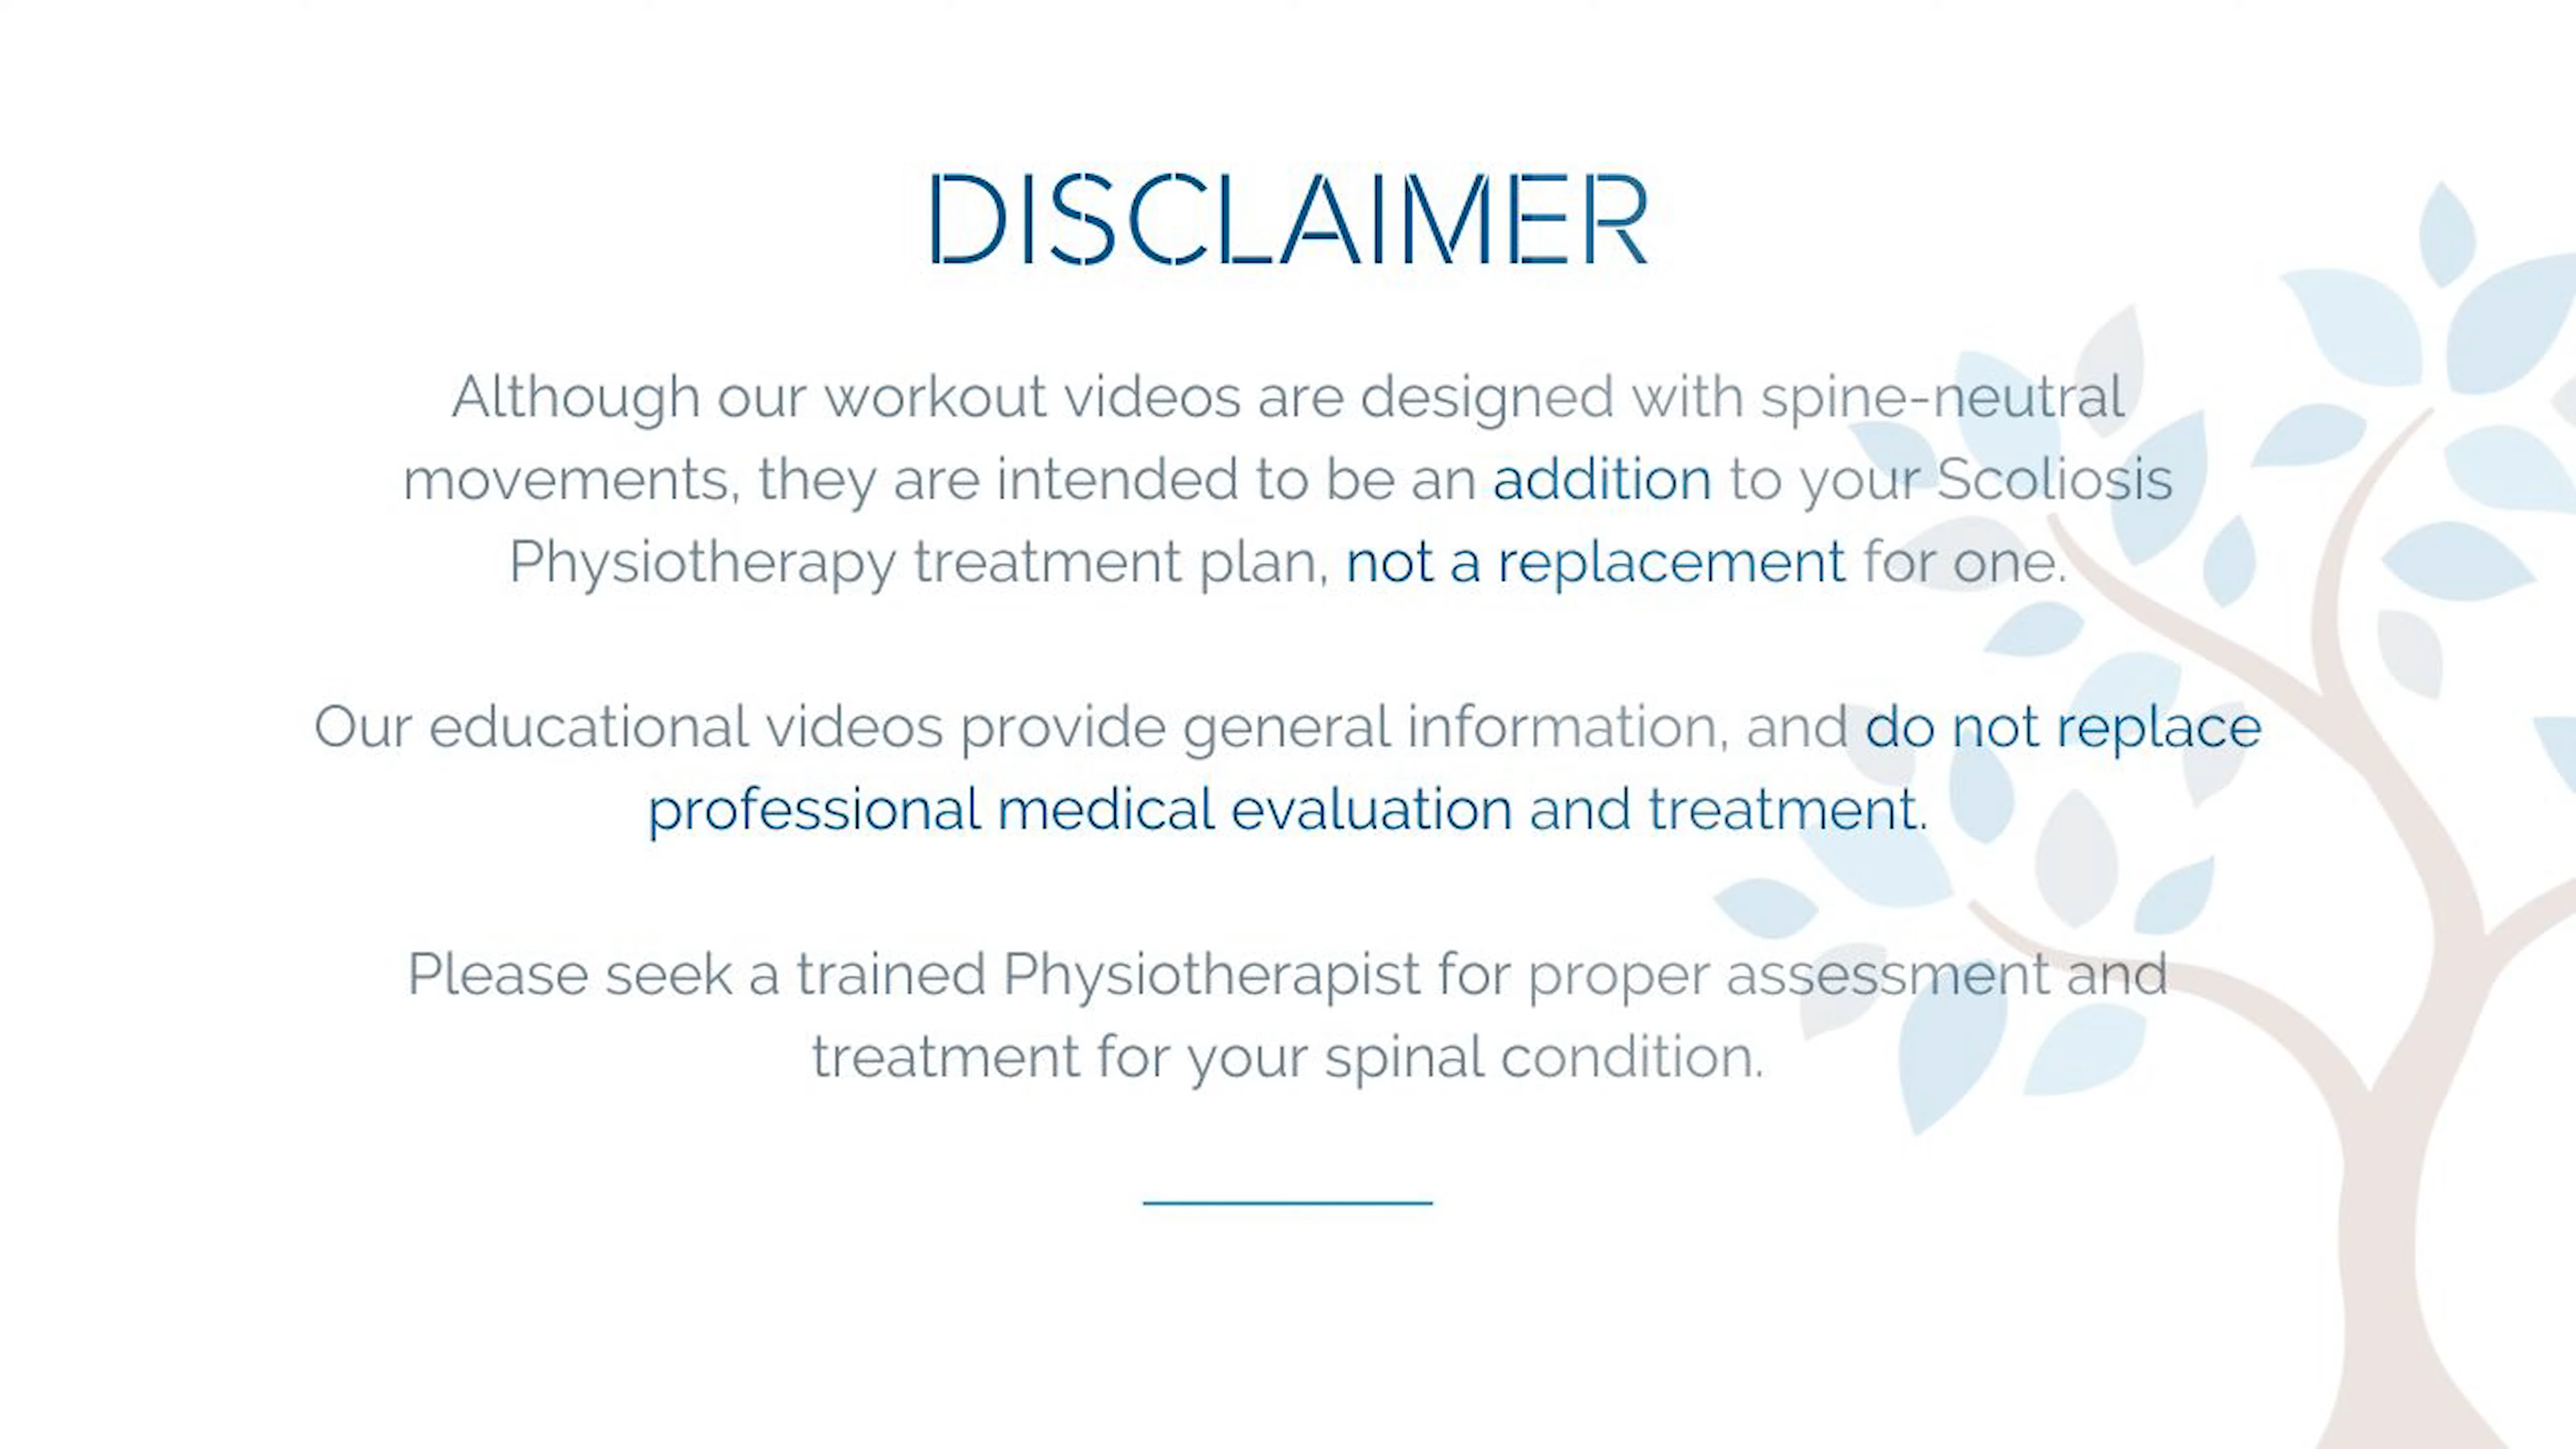 DISCLAIMER
Although our workout videos are designed with spine-neutral
movements, they are intended to be an addition to your Scoliosis
Physiotherapy treatment plan, not a replacement for one.
Our educational videos provide general information, and do not replace
professional medical evaluation and treatment.
Please seek a trained Physiotherapist for proper assessment and
treatment for your spinal condition.